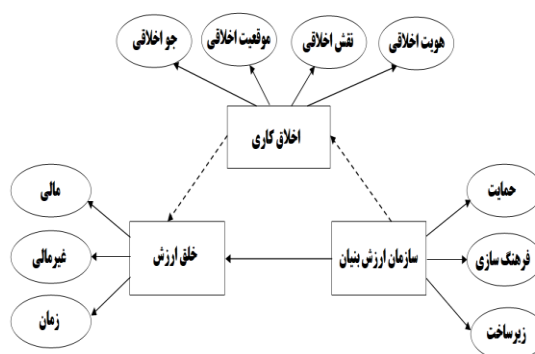 هویت اخلاقی
نقش اخلاقی
موقعیت اخلاقی
جو اخلاقی
اخلاق کاری
حمایت
فرهنگ سازی
زیرساخت
سازمان ارزش بنیان
خلق ارزش
مالی
غیرمالی
زمان